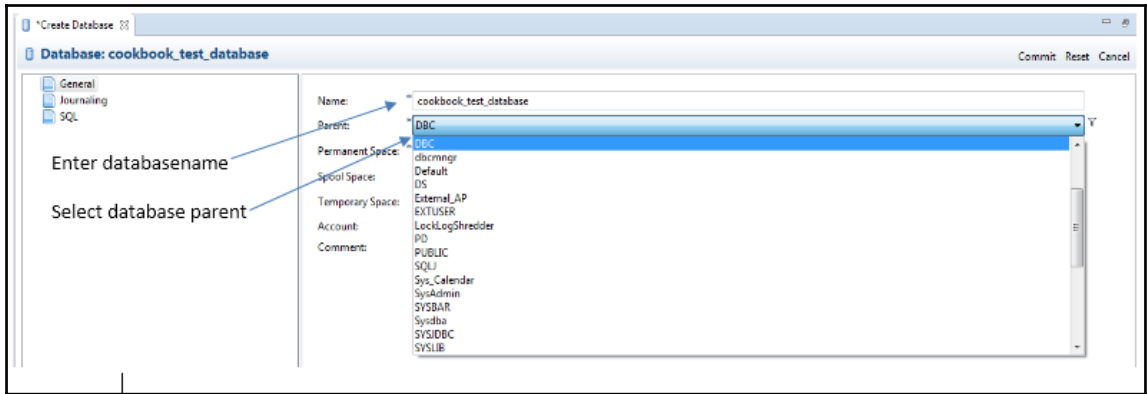 *Create Database
Database: cookbook_test_database
Commit Reset Cancel
General
Journaling
SQL
Name: * cookbook_test_database
Parent: * DBC
Permanent Space: *
Spool Space:
Temporary Space:
Account:
Comment:
DBC
dbcmngr
Default
DS
External_AP
EXTUSER
LockLogShredder
PD
PUBLIC
SQLJ
Sys_Calendar
SysAdmin
SYSBAR
Sysdba
SYSJDBC
SYSLIB
Enter databasename
Select database parent